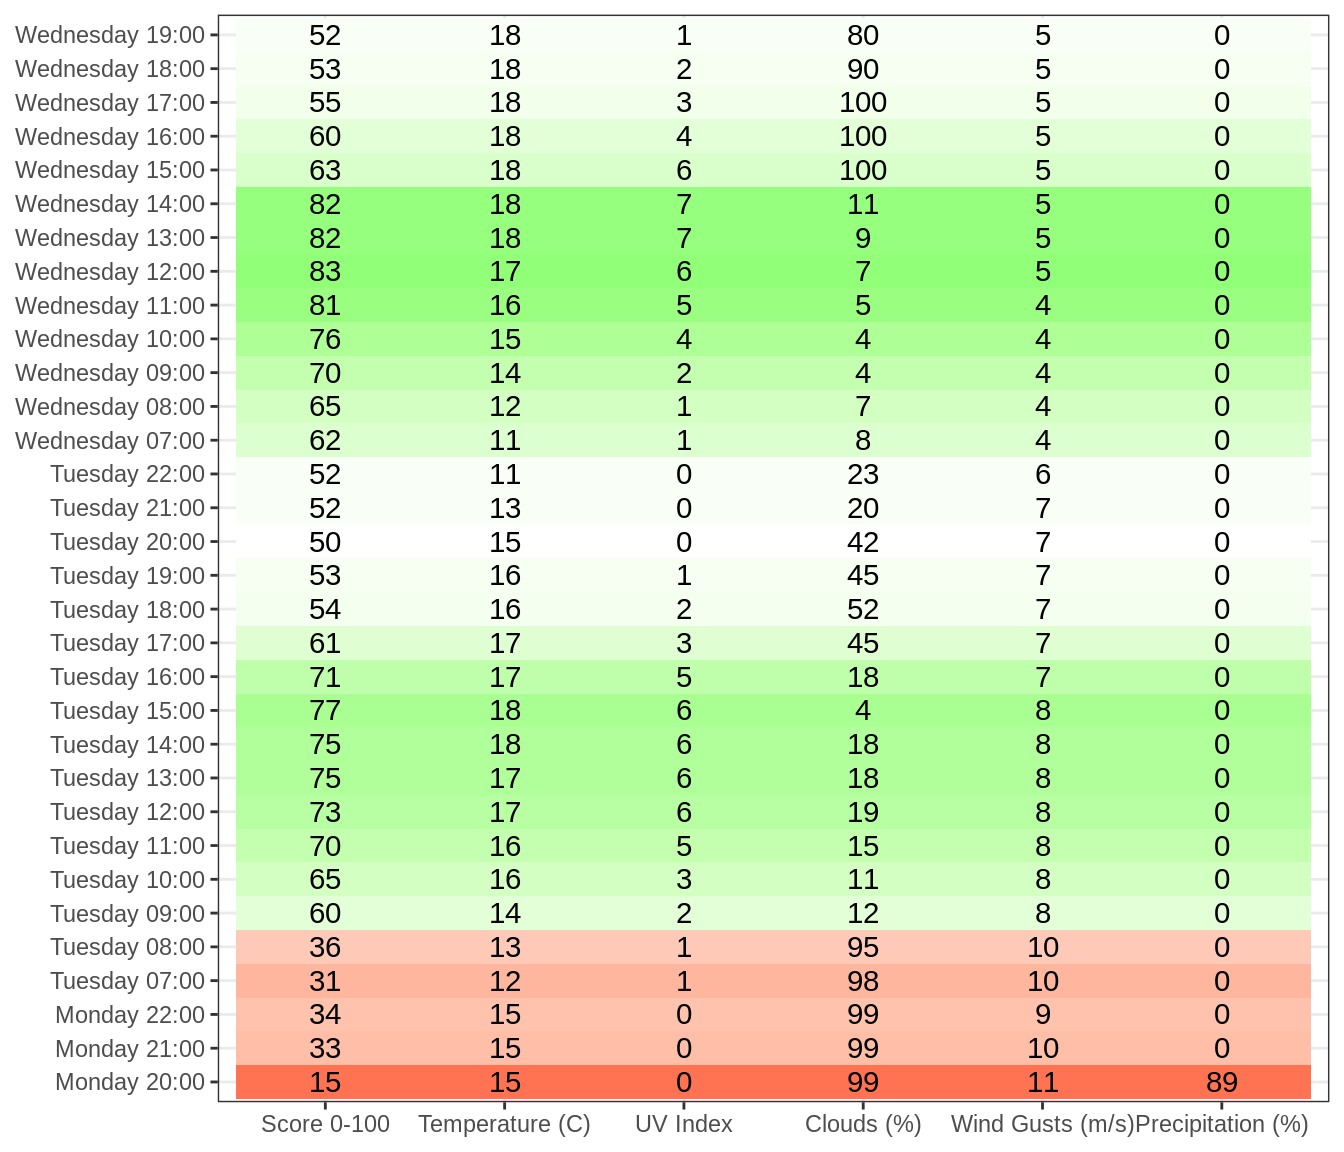 Wednesday 19:00 52 18 1 80 5 0
Wednesday 18:00 53 18 2 90 5 0
Wednesday 17:00 55 18 3 100 5 0
Wednesday 16:00 60 18 4 100 5 0
Wednesday 15:00 63 18 6 100 5 0
Wednesday 14:00 82 18 7 11 5 0
Wednesday 13:00 82 18 7 9 5 0
Wednesday 12:00 83 17 6 7 5 0
Wednesday 11:00 81 16 5 5 4 0
Wednesday 10:00 76 15 4 4 4 0
Wednesday 09:00 70 14 2 4 4 0
Wednesday 08:00 65 12 1 7 4 0
Wednesday 07:00 62 11 1 8 4 0
Tuesday 22:00 52 11 0 23 6 0
Tuesday 21:00 52 13 0 20 7 0
Tuesday 20:00 50 15 0 42 7 0
Tuesday 19:00 53 16 1 45 7 0
Tuesday 18:00 54 16 2 52 7 0
Tuesday 17:00 61 17 3 45 7 0
Tuesday 16:00 71 17 5 18 7 0
Tuesday 15:00 77 18 6 4 8 0
Tuesday 14:00 75 18 6 18 8 0
Tuesday 13:00 75 17 6 18 8 0
Tuesday 12:00 73 17 6 19 8 0
Tuesday 11:00 70 16 5 15 8 0
Tuesday 10:00 65 16 3 11 8 0
Tuesday 09:00 60 14 2 12 8 0
Tuesday 08:00 36 13 1 95 10 0
Tuesday 07:00 31 12 1 98 10 0
Monday 22:00 34 15 0 99 9 0
Monday 21:00 33 15 0 99 10 0
Monday 20:00 15 15 0 99 11 89
Score 0-100 Temperature (C) UV Index Clouds (%) Wind Gusts (m/s) Precipitation (%)